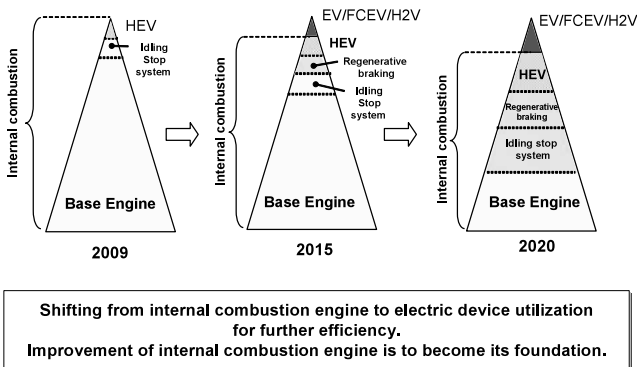 Internal combustion
HEV
Idling
Stop
system
Base Engine
2009
EV/FCEV/H2V
Internal combustion
HEV
Regenerative
braking
Idling
Stop
system
Base Engine
2015
EV/FCEV/H2V
Internal combustion
HEV
Regenerative
braking
Idling stop
system
Base Engine
2020
Shifting from internal combustion engine to electric device utilization
for further efficiency.
Improvement of internal combustion engine is to become its foundation.